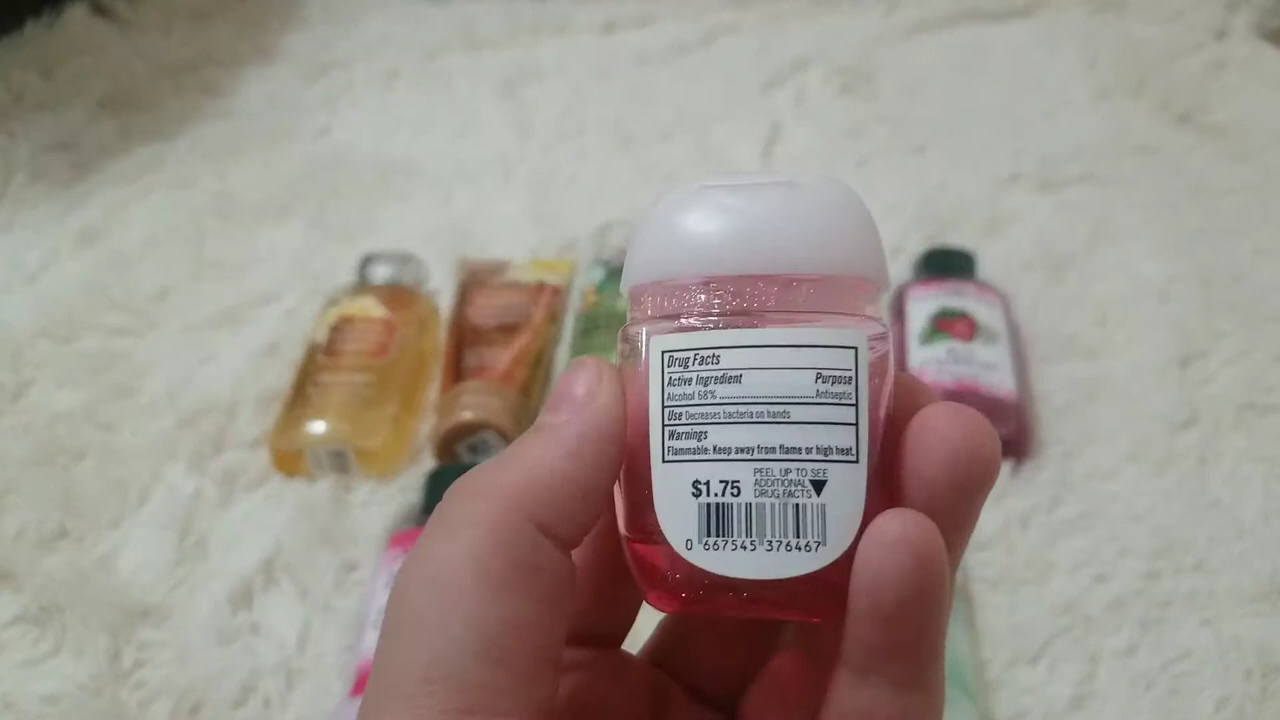 Drug Facts
Active Ingredient Purpose
Alcohol 68%.............................Antiseptic
Use Decreases bacteria on hands
Warnings
Flammable: Keep away from flame or high heat.
$1.75
PEEL UP TO SEE
ADDITIONAL
DRUG FACTS
0 667545 376467